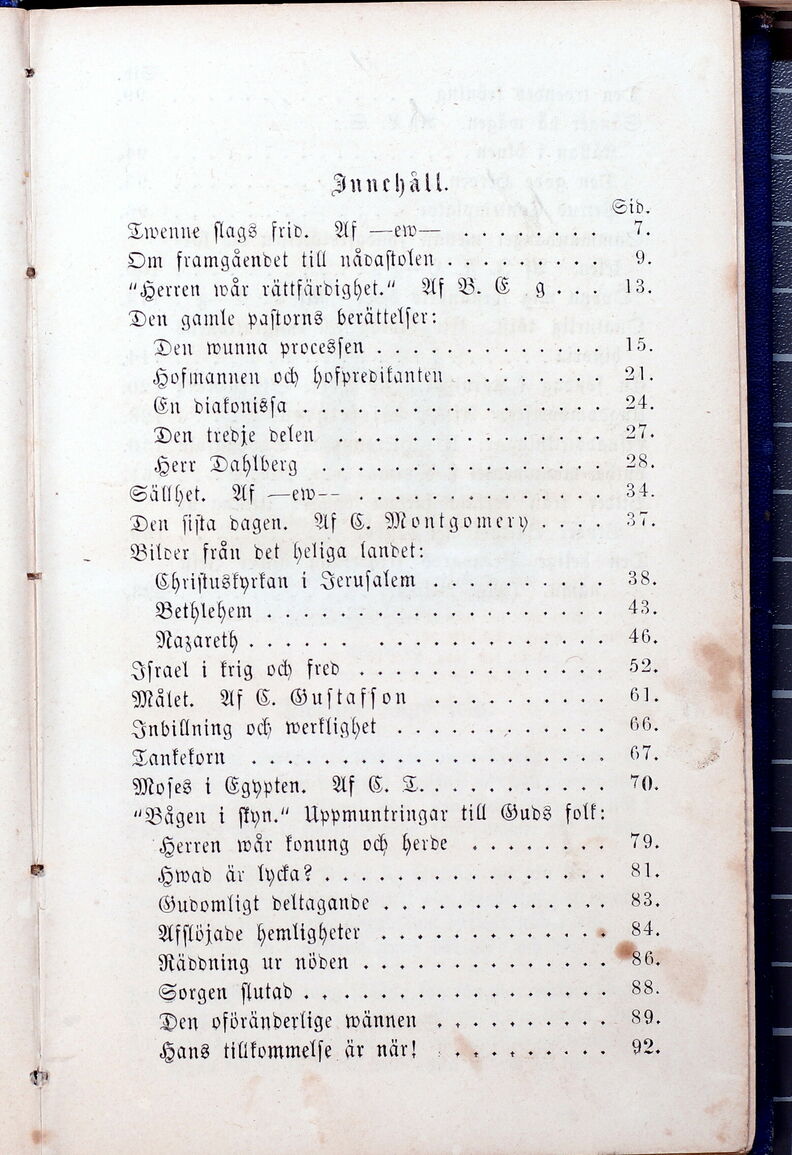 Innehåll.
Sid.
Twenne slags frid. Af —ew— . . . . . . . . 7.
Om framgåendet till nådastolen . . . . . . . . 9.
"Herren wår rättfärdighet." Af B. E g . . . 13.
Den gamle pastorns berättelser:
Den wunna processen . . . . . . . . . . . . 15.
Hofmannen och hofpredikanten . . . . . . . 21.
En diakonissa . . . . . . . . . . . . . . . . 24.
Den tredje delen . . . . . . . . . . . . . . 27.
Herr Dahlberg . . . . . . . . . . . . . . . 28.
Sällhet. Af —ew-- . . . . . . . . . . . . . 34.
Den sista dagen. Af C. Montgomery . . . . 37.
Bilder från det heliga landet:
Christuskyrkan i Jerusalem . . . . . . . . . 38.
Bethlehem . . . . . . . . . . . . . . . . . . 43.
Nazareth . . . . . . . . . . . . . . . . . . 46.
Israel i krig och fred . . . . . . . . . . . . . 52.
Målet. Af C. Gustafson . . . . . . . . . . 61.
Inbillning och werklighet . . . . . . . . . . . 66.
Tankekorn . . . . . . . . . . . . . . . . . . 67.
Moses i Egypten. Af C. T. . . . . . . . . . . 70.
"Bågen i skyn." Uppmuntringar till Guds folk:
Herren wår konung och herde . . . . . . . . 79.
Hwad är lycka? . . . . . . . . . . . . . . . 81.
Gudomligt deltagande . . . . . . . . . . . . 83.
Afslöjade hemligheter . . . . . . . . . . . . 84.
Räddning ur nöden . . . . . . . . . . . . . 86.
Sorgen slutad . . . . . . . . . . . . . . . . 88.
Den oföränderlige wännen . . . . . . . . . . 89.
Hans tillkommelse är när! . . . . . . . . . . 92.